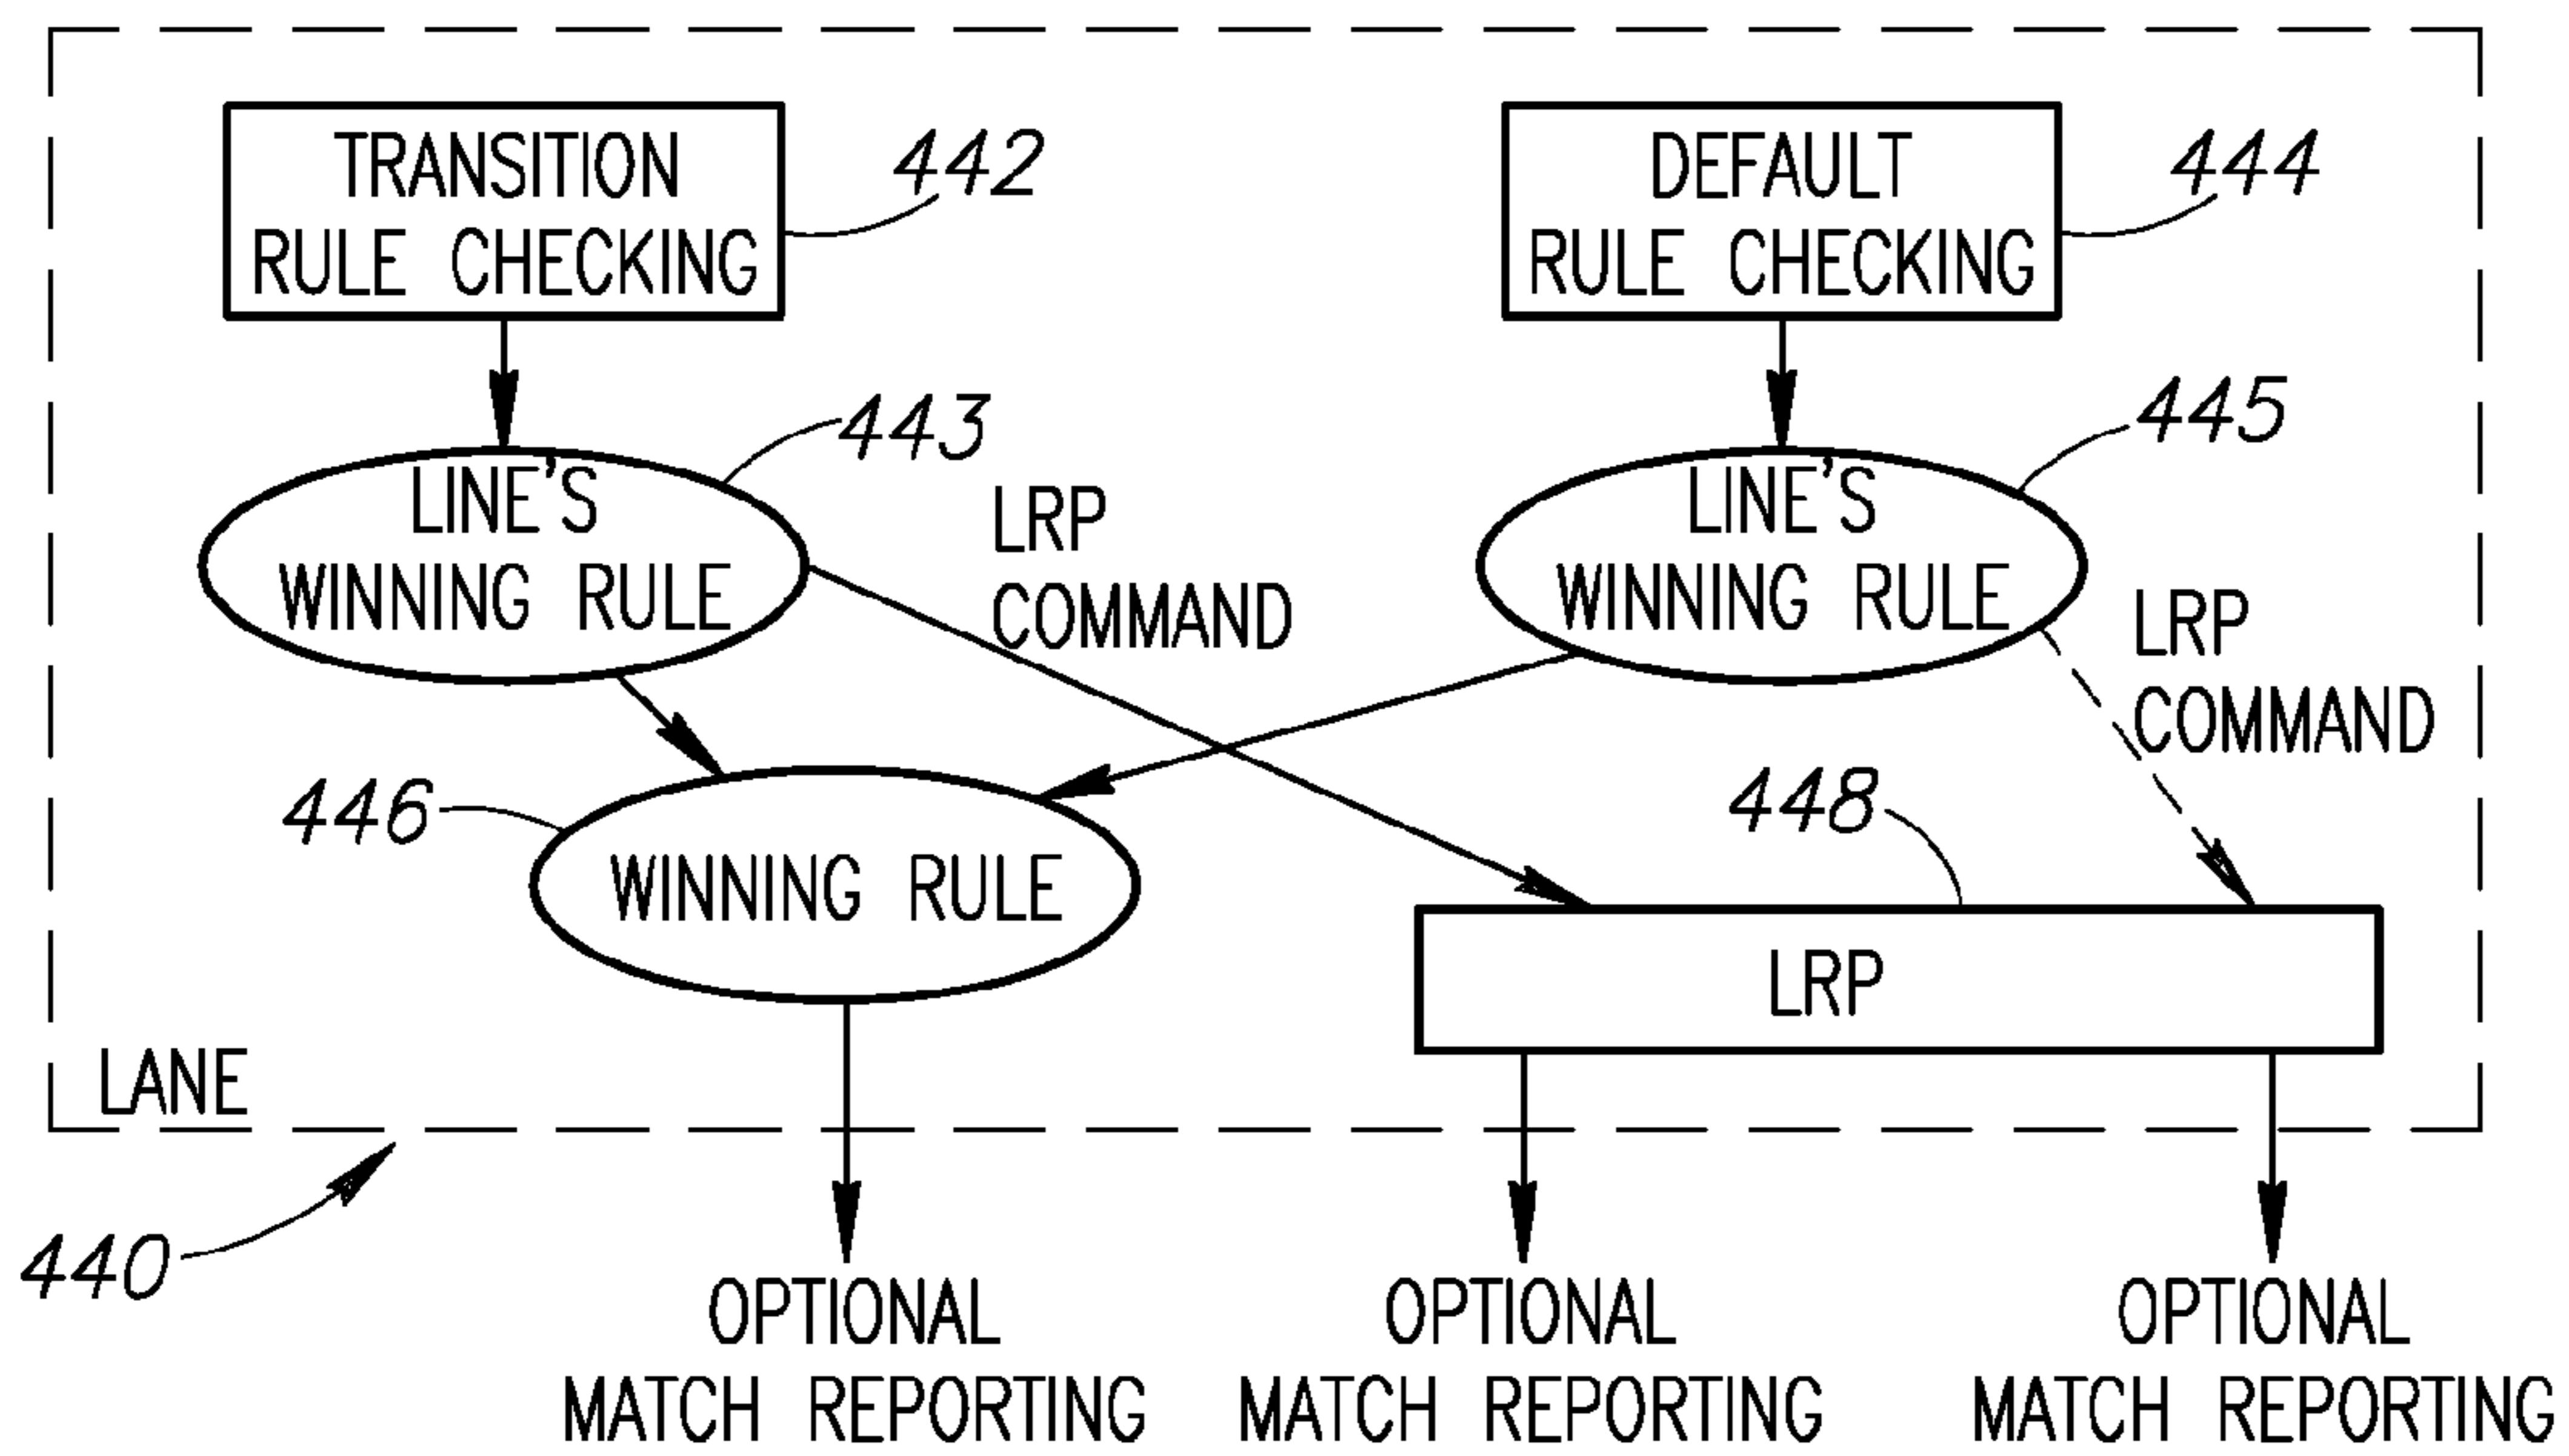 TRANSITION
RULE CHECKING
442
DEFAULT
RULE CHECKING
444
LINE'S
WINNING RULE
443
LRP
COMMAND
LINE'S
WINNING RULE
445
LRP
COMMAND
446
WINNING RULE
448
LRP
LANE
440
OPTIONAL
MATCH REPORTING
OPTIONAL
MATCH REPORTING
OPTIONAL
MATCH REPORTING